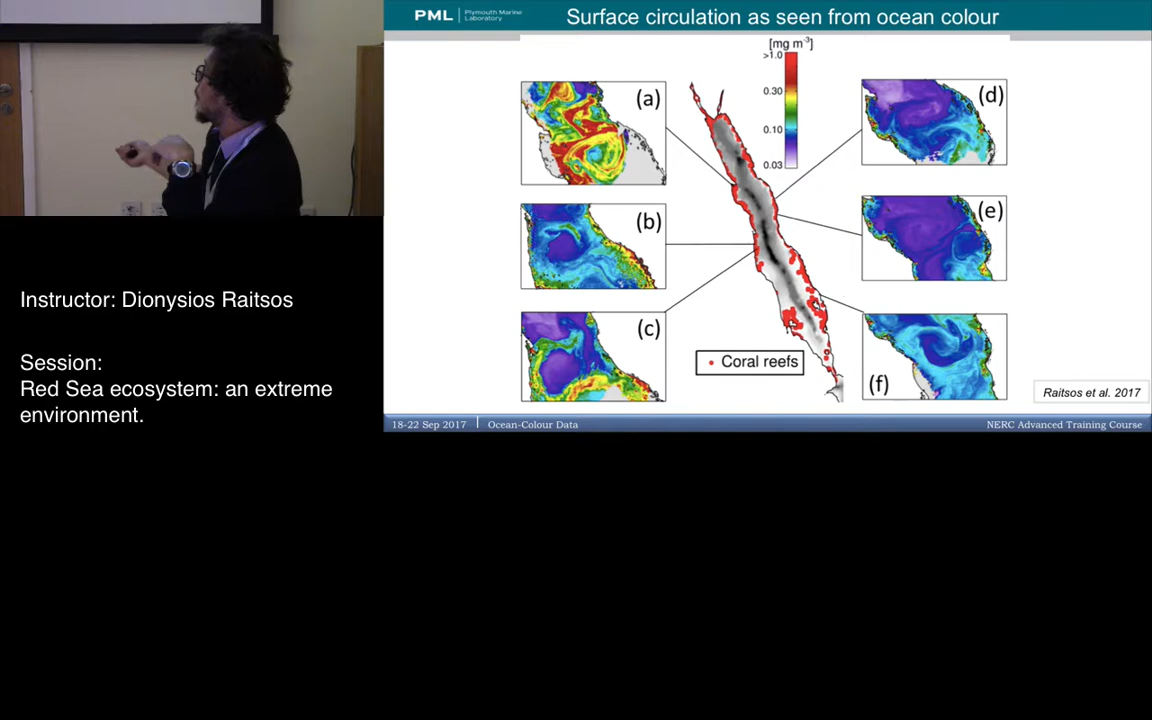 PML | Plymouth Marine
Laboratory
Surface circulation as seen from ocean colour
[mg m-3]
>1.0
0.30
0.10
0.03
(a)
(b)
(c)
(d)
(e)
(f)
Coral reefs
Raitsos et al. 2017
18-22 Sep 2017 | Ocean-Colour Data
NERC Advanced Training Course
Instructor: Dionysios Raitsos
Session:
Red Sea ecosystem: an extreme
environment.